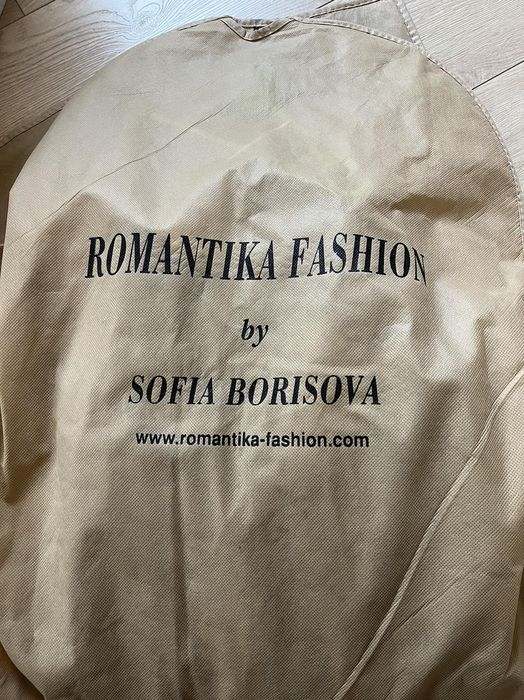 ROMANTIKA FASHION
by
SOFIA BORISOVA
www.romantika-fashion.com